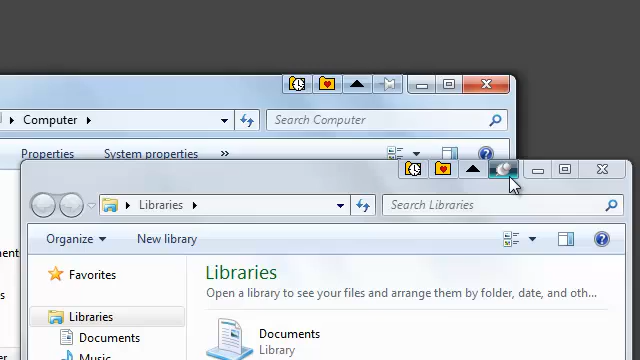 Computer
Search Computer
Properties
System properties
»
Libraries
Search Libraries
Organize
New library
Favorites
Libraries
Documents
Music
Libraries
Open a library to see your files and arrange them by folder, date, and oth...
Documents
Library